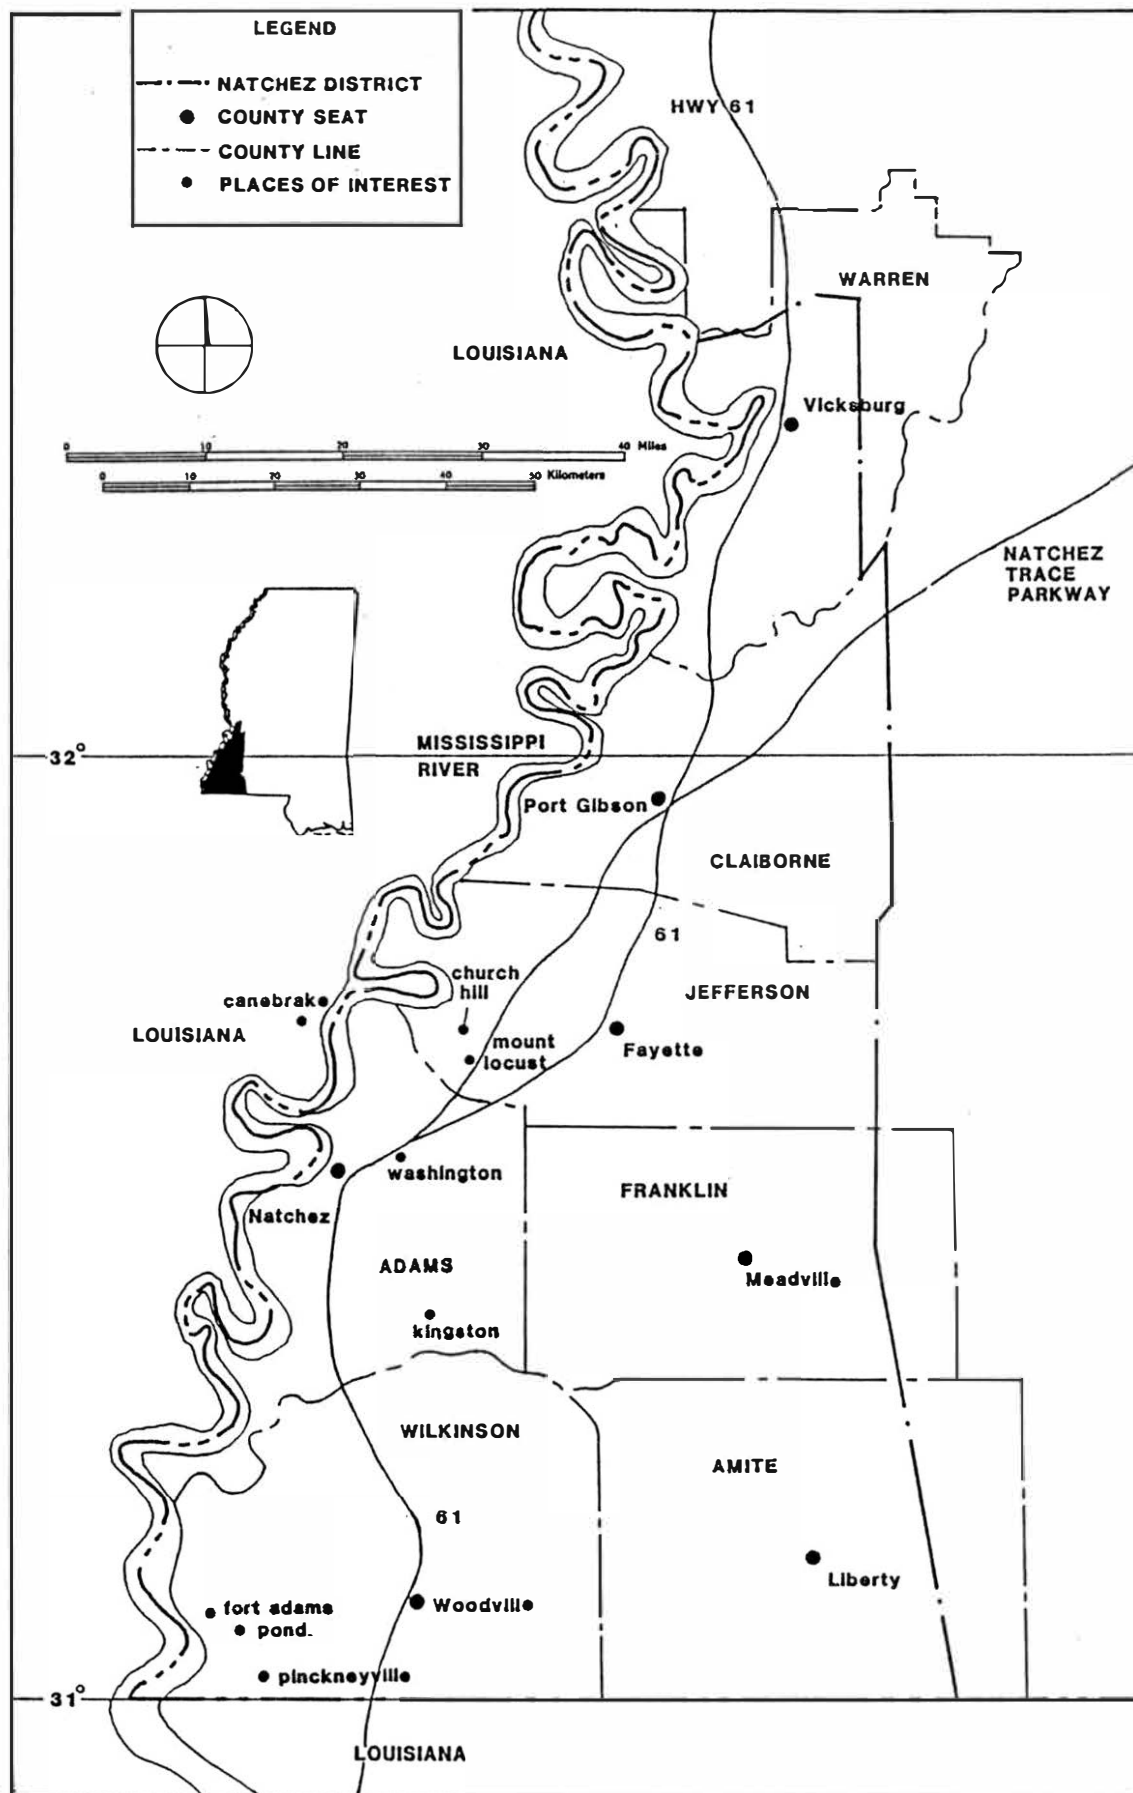 LEGEND
NATCHEZ DISTRICT
COUNTY SEAT
COUNTY LINE
PLACES OF INTEREST
HWY 61
WARREN
LOUISIANA
Vicksburg
0 10 20 30 40 Miles
0 10 20 30 40 50 Kilometers
NATCHEZ
TRACE
PARKWAY
MISSISSIPPI
RIVER
32°
Port Gibson
CLAIBORNE
61
church
hill
JEFFERSON
canebrake
LOUISIANA
mount
locust
Fayette
washington
FRANKLIN
Natchez
ADAMS
Meadville
kingston
WILKINSON
AMITE
61
Liberty
fort adams
Woodville
pond.
pinckneyville
31°
LOUISIANA